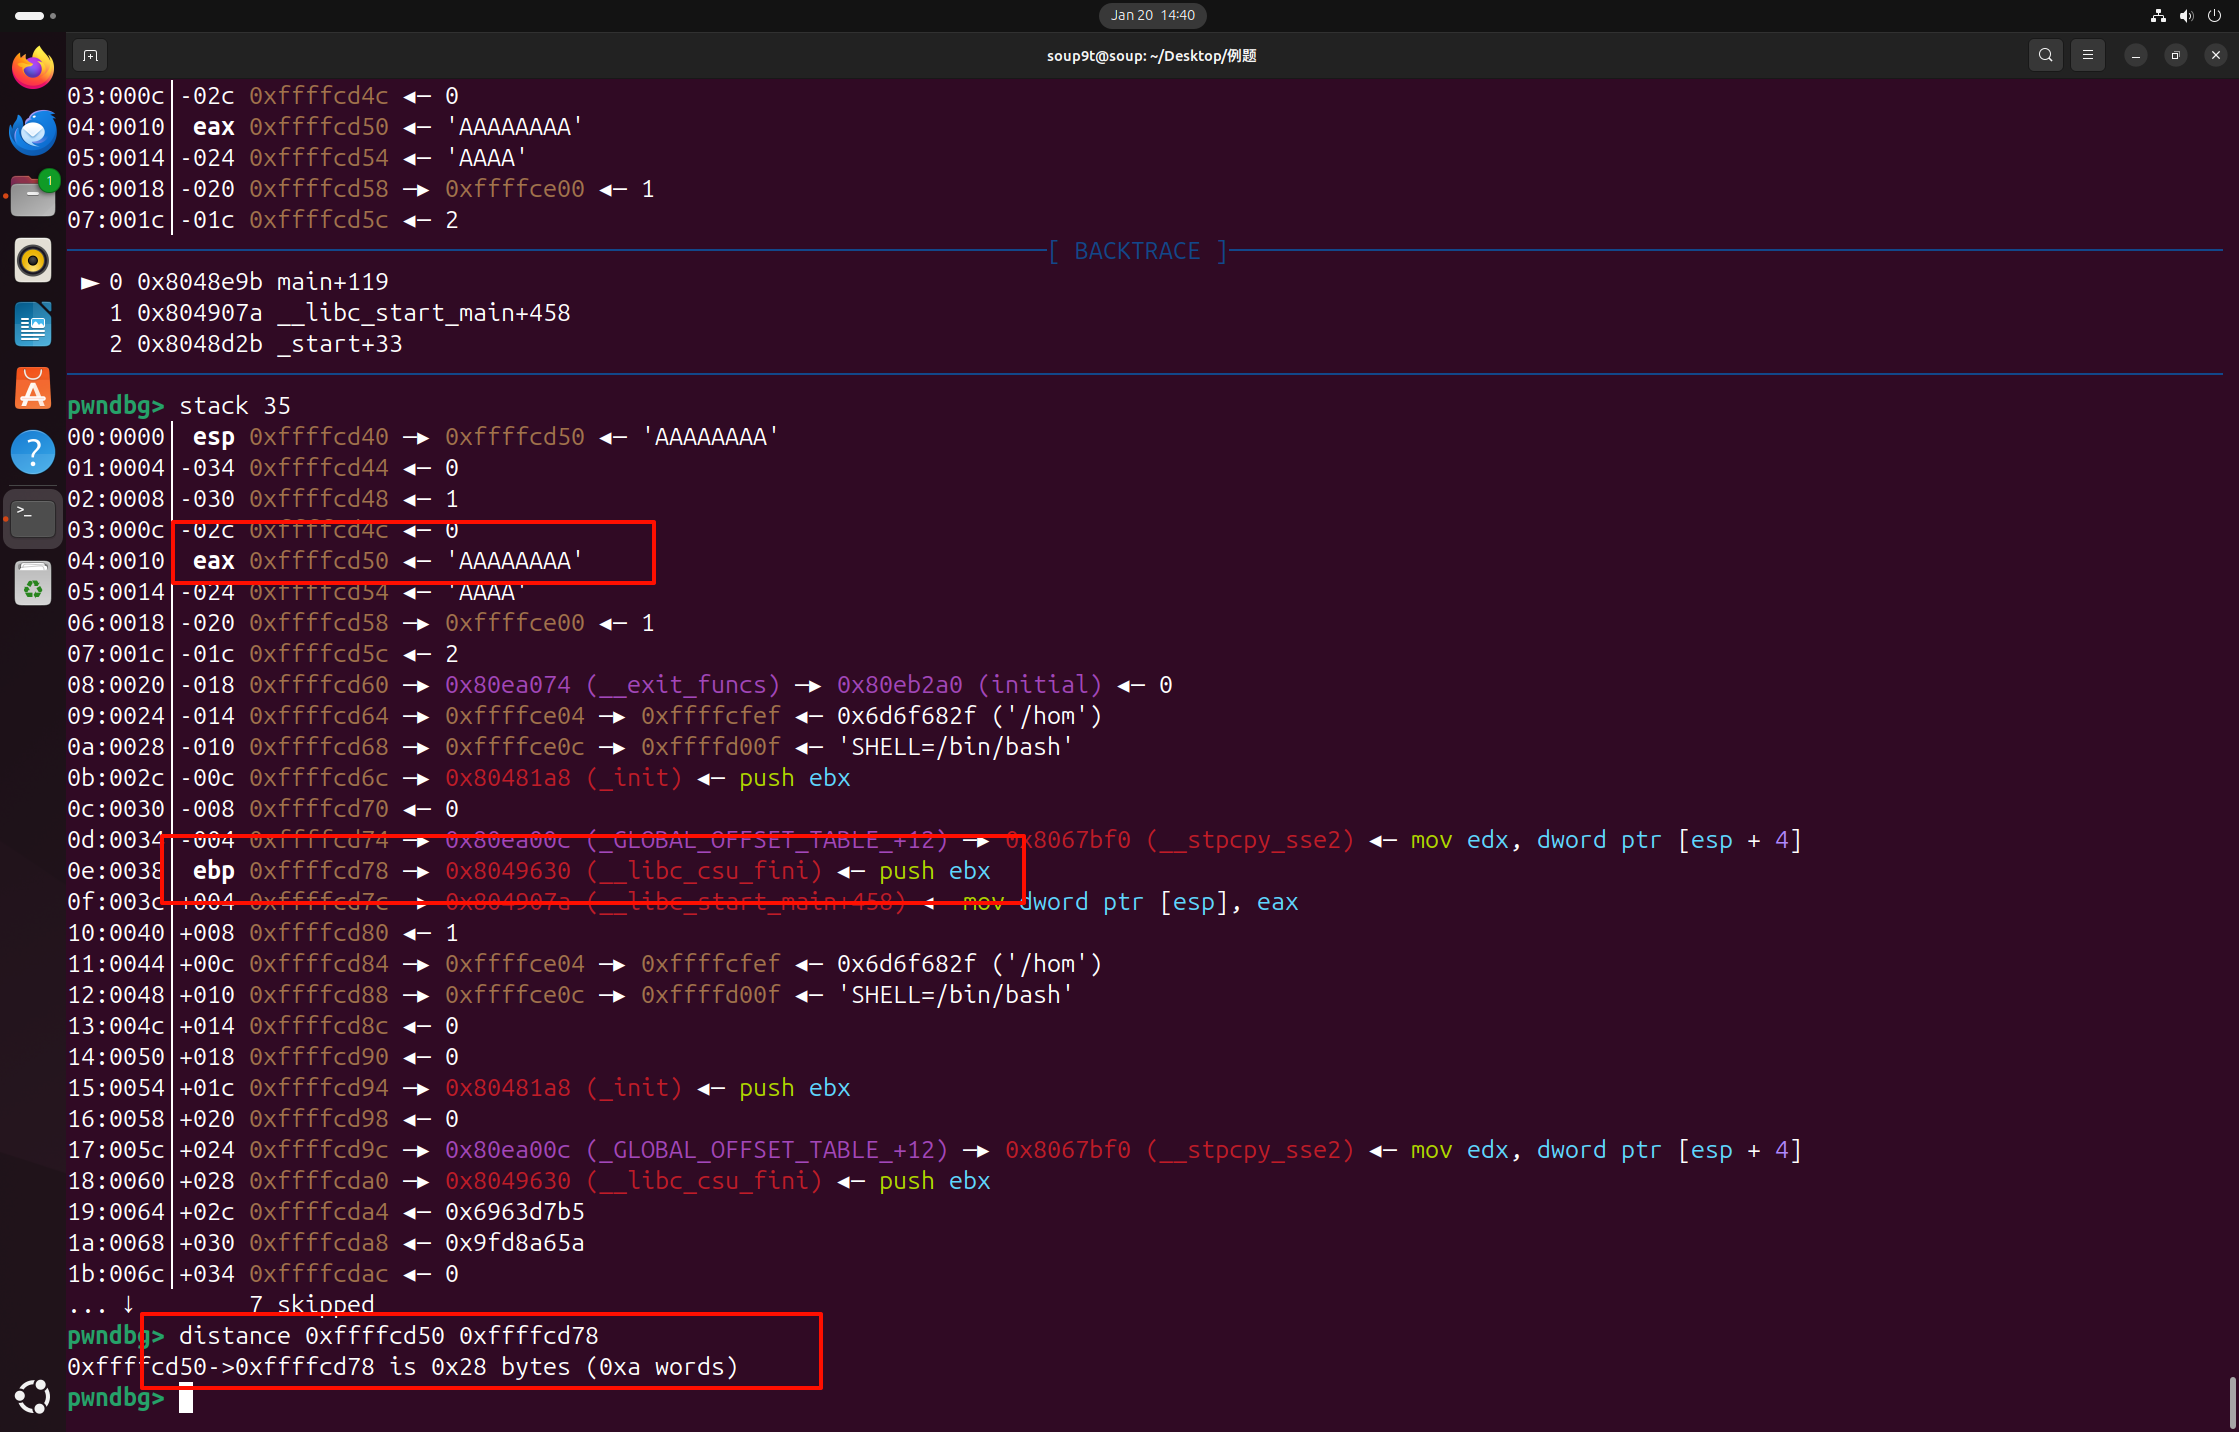 Jan 20 14:40
soup9t@soup: ~/Desktop/例题
1
03:000c│-02c 0xffffcd4c ◂— 0
04:0010│ eax 0xffffcd50 ◂— 'AAAAAAAA'
05:0014│-024 0xffffcd54 ◂— 'AAAA'
06:0018│-020 0xffffcd58 —▸ 0xffffce00 ◂— 1
07:001c│-01c 0xffffcd5c ◂— 2
[ BACKTRACE ]
► 0 0x8048e9b main+119
1 0x804907a __libc_start_main+458
2 0x8048d2b _start+33
pwndbg> stack 35
00:0000│ esp 0xffffcd40 —▸ 0xffffcd50 ◂— 'AAAAAAAA'
01:0004│-034 0xffffcd44 ◂— 0
02:0008│-030 0xffffcd48 ◂— 1
03:000c│-02c 0xffffcd4c ◂— 0
04:0010│ eax 0xffffcd50 ◂— 'AAAAAAAA'
05:0014│-024 0xffffcd54 ◂— 'AAAA'
06:0018│-020 0xffffcd58 —▸ 0xffffce00 ◂— 1
07:001c│-01c 0xffffcd5c ◂— 2
08:0020│-018 0xffffcd60 —▸ 0x80ea074 (__exit_funcs) —▸ 0x80eb2a0 (initial) ◂— 0
09:0024│-014 0xffffcd64 —▸ 0xffffce04 —▸ 0xffffcfef ◂— 0x6d6f682f ('/hom')
0a:0028│-010 0xffffcd68 —▸ 0xffffce0c —▸ 0xffffd00f ◂— 'SHELL=/bin/bash'
0b:002c│-00c 0xffffcd6c —▸ 0x80481a8 (_init) ◂— push ebx
0c:0030│-008 0xffffcd70 ◂— 0
0d:0034│-004 0xffffcd74 —▸ 0x80ea00c (_GLOBAL_OFFSET_TABLE_+12) —▸ 0x8067bf0 (__stpcpy_sse2) ◂— mov edx, dword ptr [esp + 4]
0e:0038│ ebp 0xffffcd78 —▸ 0x8049630 (__libc_csu_fini) ◂— push ebx
0f:003c│+004 0xffffcd7c —▸ 0x804907a (__libc_start_main+458) ◂— mov dword ptr [esp], eax
10:0040│+008 0xffffcd80 ◂— 1
11:0044│+00c 0xffffcd84 —▸ 0xffffce04 —▸ 0xffffcfef ◂— 0x6d6f682f ('/hom')
12:0048│+010 0xffffcd88 —▸ 0xffffce0c —▸ 0xffffd00f ◂— 'SHELL=/bin/bash'
13:004c│+014 0xffffcd8c ◂— 0
14:0050│+018 0xffffcd90 ◂— 0
15:0054│+01c 0xffffcd94 —▸ 0x80481a8 (_init) ◂— push ebx
16:0058│+020 0xffffcd98 ◂— 0
17:005c│+024 0xffffcd9c —▸ 0x80ea00c (_GLOBAL_OFFSET_TABLE_+12) —▸ 0x8067bf0 (__stpcpy_sse2) ◂— mov edx, dword ptr [esp + 4]
18:0060│+028 0xffffcda0 —▸ 0x8049630 (__libc_csu_fini) ◂— push ebx
19:0064│+02c 0xffffcda4 ◂— 0x6963d7b5
1a:0068│+030 0xffffcda8 ◂— 0x9fd8a65a
1b:006c│+034 0xffffcdac ◂— 0
... ↓ 7 skipped
pwndbg> distance 0xffffcd50 0xffffcd78
0xffffcd50->0xffffcd78 is 0x28 bytes (0xa words)
pwndbg>